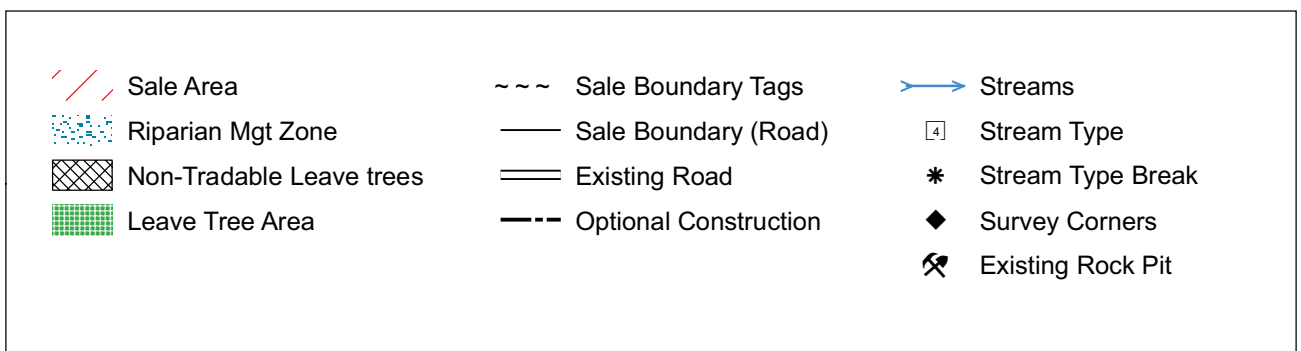 Sale Area
Riparian Mgt Zone
Non-Tradable Leave trees
Leave Tree Area
Sale Boundary Tags
Sale Boundary (Road)
Existing Road
Optional Construction
Streams
4 Stream Type
Stream Type Break
Survey Corners
Existing Rock Pit